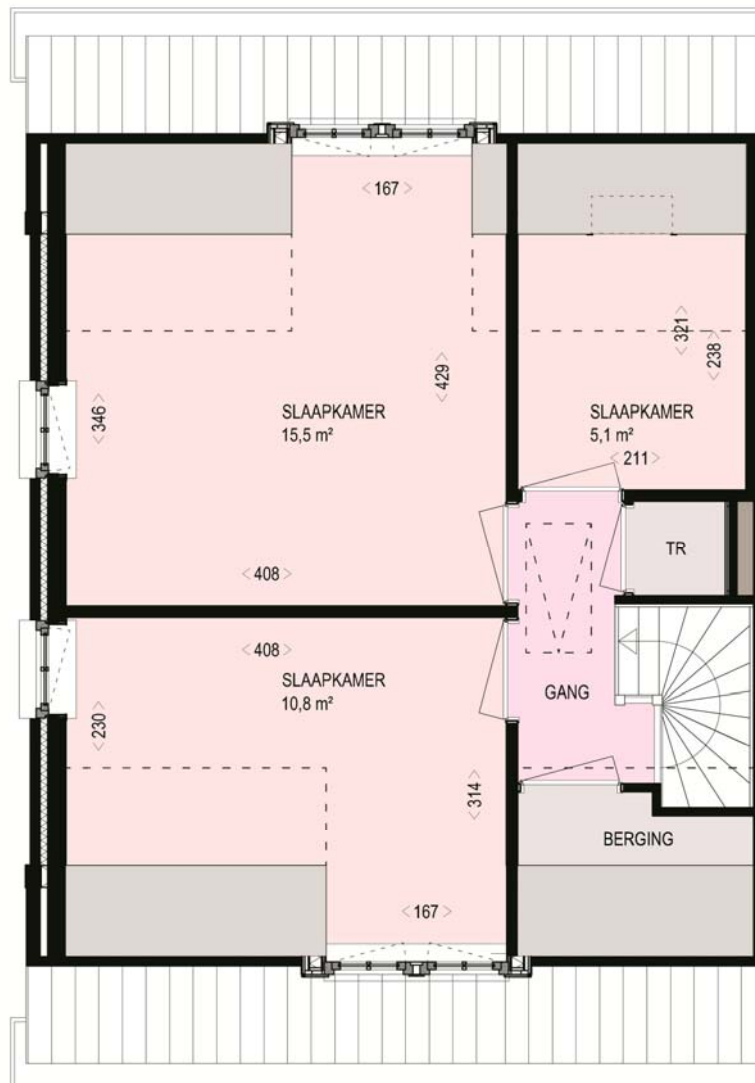 <167>
<346>
<429>
SLAAPKAMER
15,5 m²
<408>
<321>
<238>
SLAAPKAMER
5,1 m²
<211>
TR
GANG
<408>
SLAAPKAMER
10,8 m²
<230>
<314>
<167>
BERGING